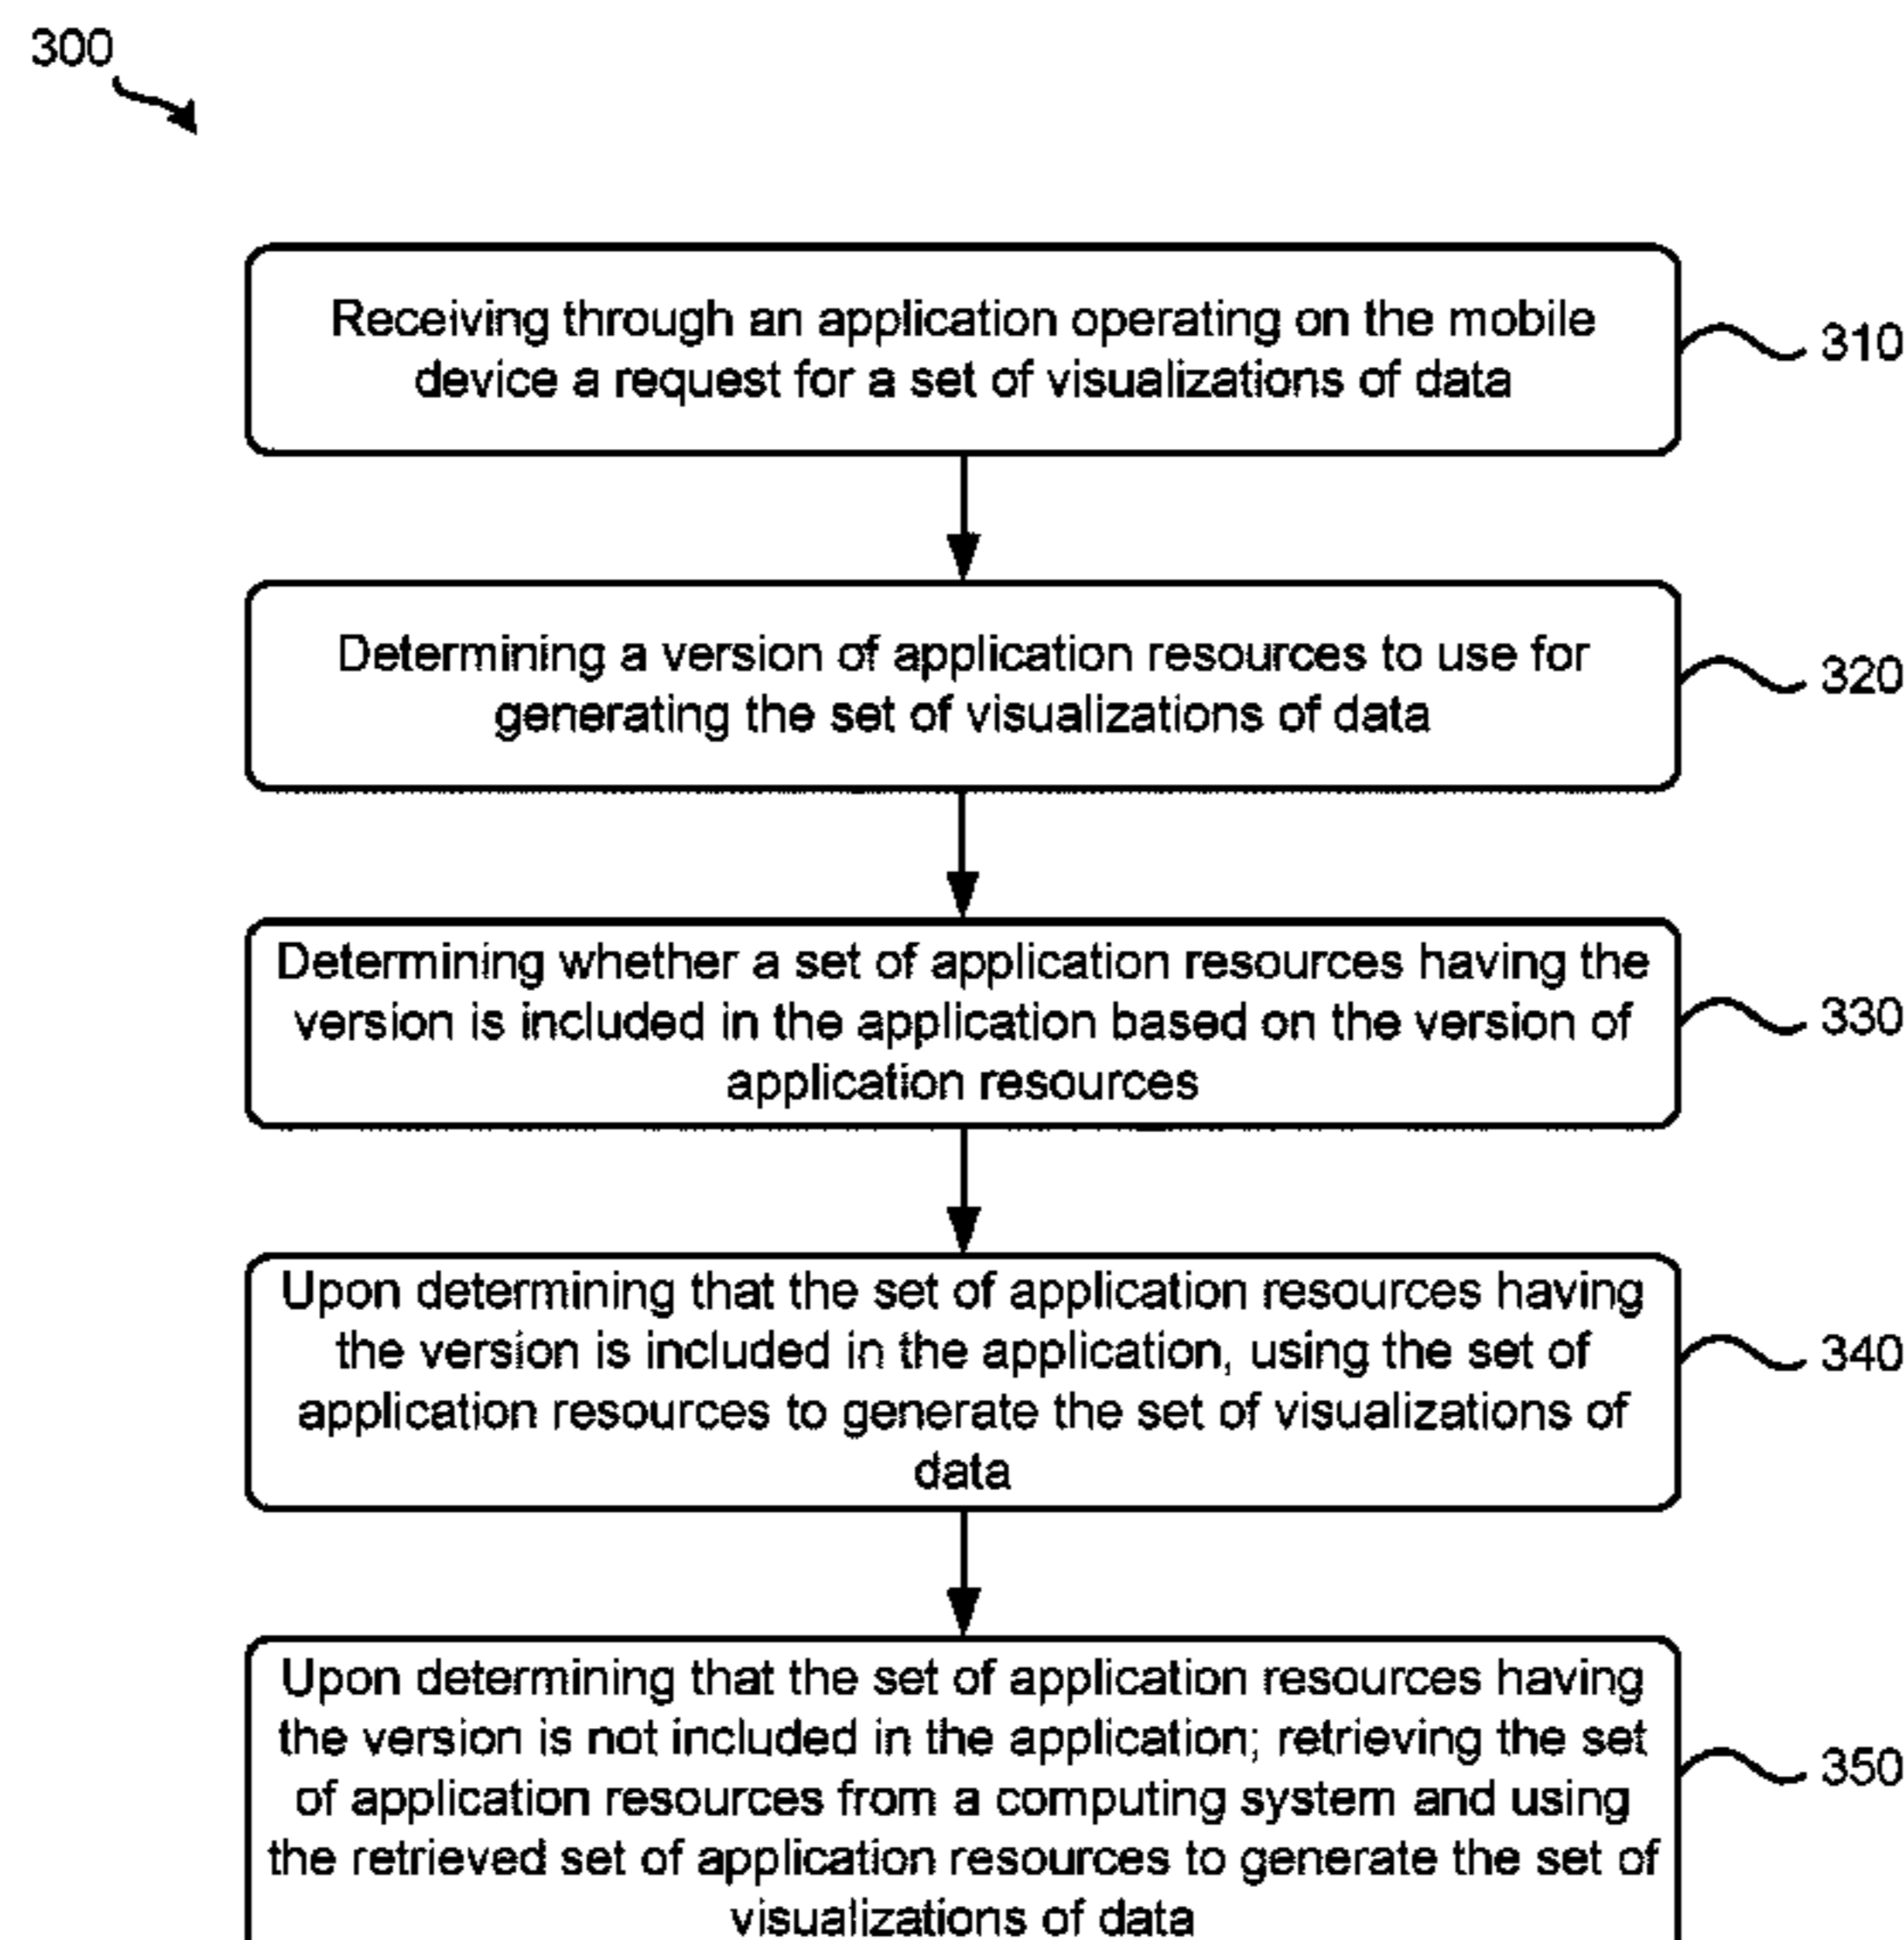 300
Receiving through an application operating on the mobile
device a request for a set of visualizations of data
310
Determining a version of application resources to use for
generating the set of visualizations of data
320
Determining whether a set of application resources having the
version is included in the application based on the version of
application resources
330
Upon determining that the set of application resources having
the version is included in the application, using the set of
application resources to generate the set of visualizations of
data
340
Upon determining that the set of application resources having
the version is not included in the application; retrieving the set
of application resources from a computing system and using
the retrieved set of application resources to generate the set of
visualizations of data
350